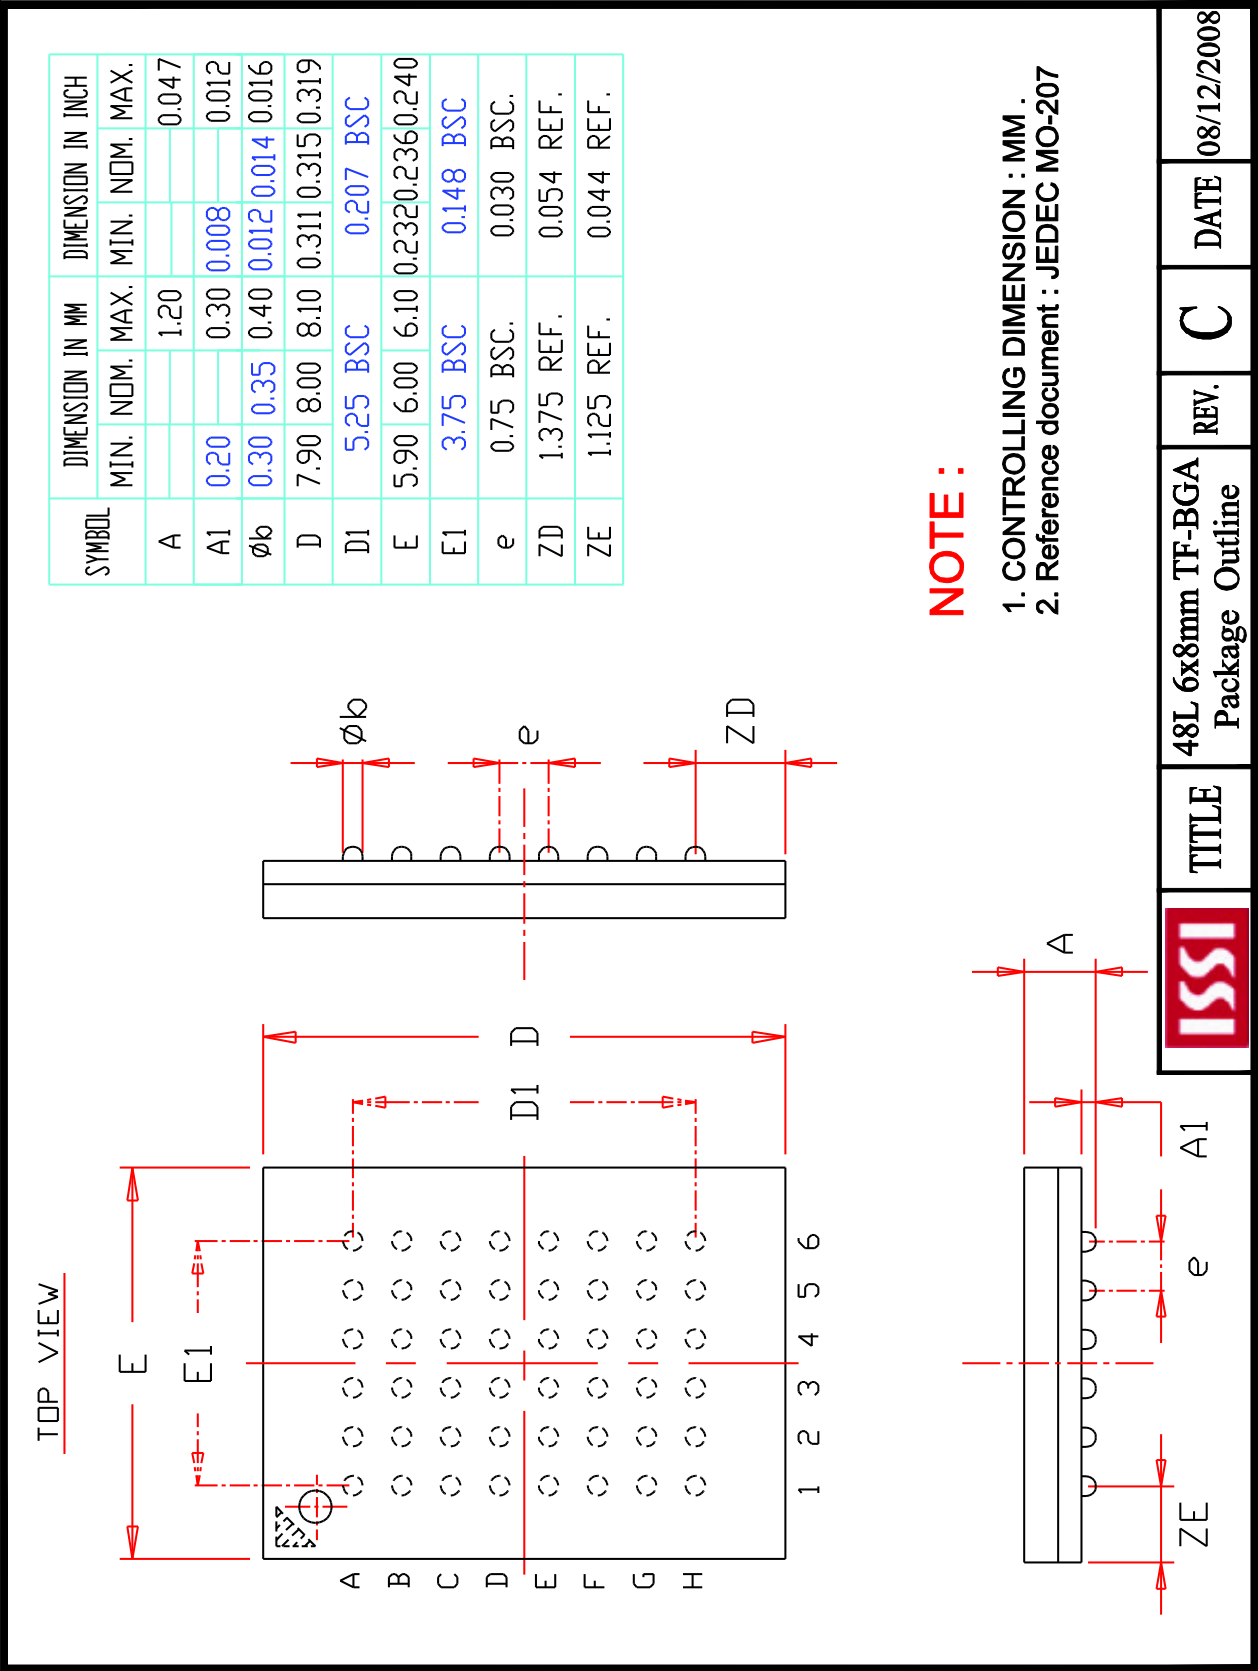 TOP VIEW
E
E1
A
B
C
D
E
F
G
H
1 2 3 4 5 6
D1
D
Øb
e
ZD
ZE
e
A1
A
SYMBOL DIMENSION IN MM DIMENSION IN INCH
MIN. NOM. MAX. MIN. NOM. MAX.
A 1.20 0.047
A1 0.20 0.30 0.008 0.012
Øb 0.30 0.35 0.40 0.012 0.014 0.016
D 7.90 8.00 8.10 0.311 0.315 0.319
D1 5.25 BSC 0.207 BSC
E 5.90 6.00 6.10 0.232 0.236 0.240
E1 3.75 BSC 0.148 BSC
e 0.75 BSC. 0.030 BSC.
ZD 1.375 REF. 0.054 REF.
ZE 1.125 REF. 0.044 REF.
NOTE :
1. CONTROLLING DIMENSION : MM .
2. Reference document : JEDEC MO-207
ISSI
TITLE
48L 6x8mm TF-BGA
Package Outline
REV.
C
DATE
08/12/2008